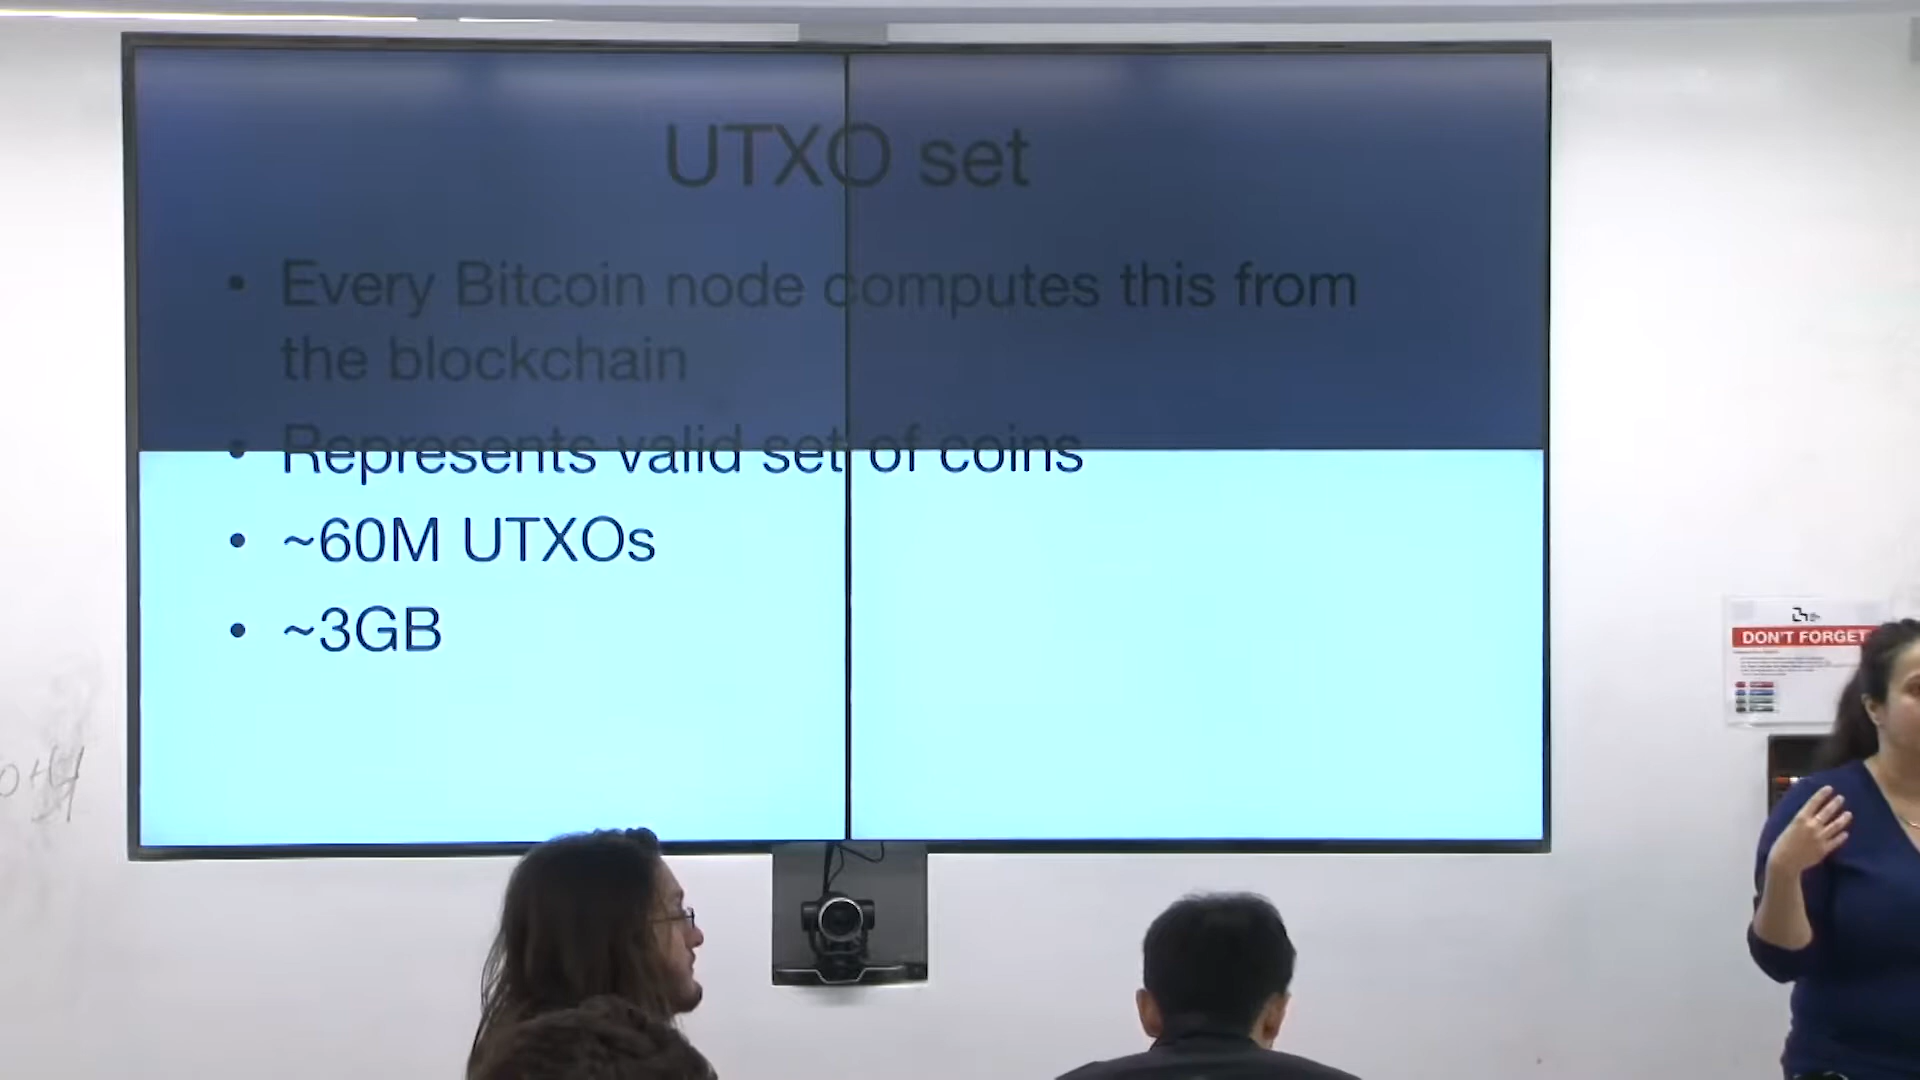 UTXO set
• Every Bitcoin node computes this from
the blockchain
• Represents valid set of coins
• ~60M UTXOs
• ~3GB
DON'T FORGET